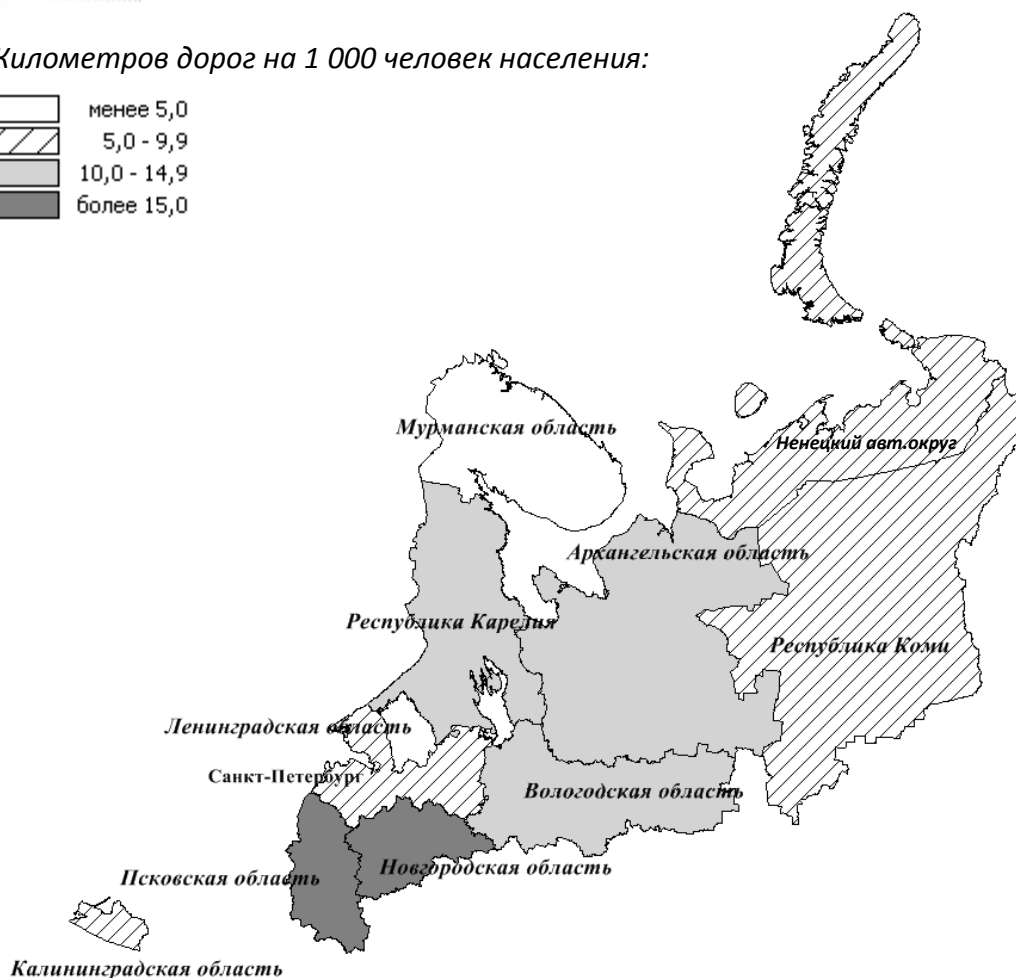 Километров дорог на 1 000 человек населения:
менее 5,0
5,0 - 9,9
10,0 - 14,9
более 15,0
Мурманская область
Ненецкий авт.округ
Архангельская область
Республика Карелия
Республика Коми
Ленинградская область
Санкт-Петербург
Вологодская область
Новгородская область
Псковская область
Калининградская область